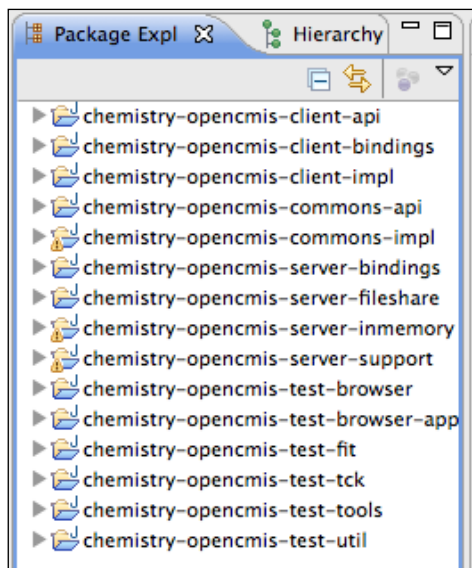 Package Expl Hierarchy
chemistry-opencmis-client-api
chemistry-opencmis-client-bindings
chemistry-opencmis-client-impl
chemistry-opencmis-commons-api
chemistry-opencmis-commons-impl
chemistry-opencmis-server-bindings
chemistry-opencmis-server-fileshare
chemistry-opencmis-server-inmemory
chemistry-opencmis-server-support
chemistry-opencmis-test-browser
chemistry-opencmis-test-browser-app
chemistry-opencmis-test-fit
chemistry-opencmis-test-tck
chemistry-opencmis-test-tools
chemistry-opencmis-test-util